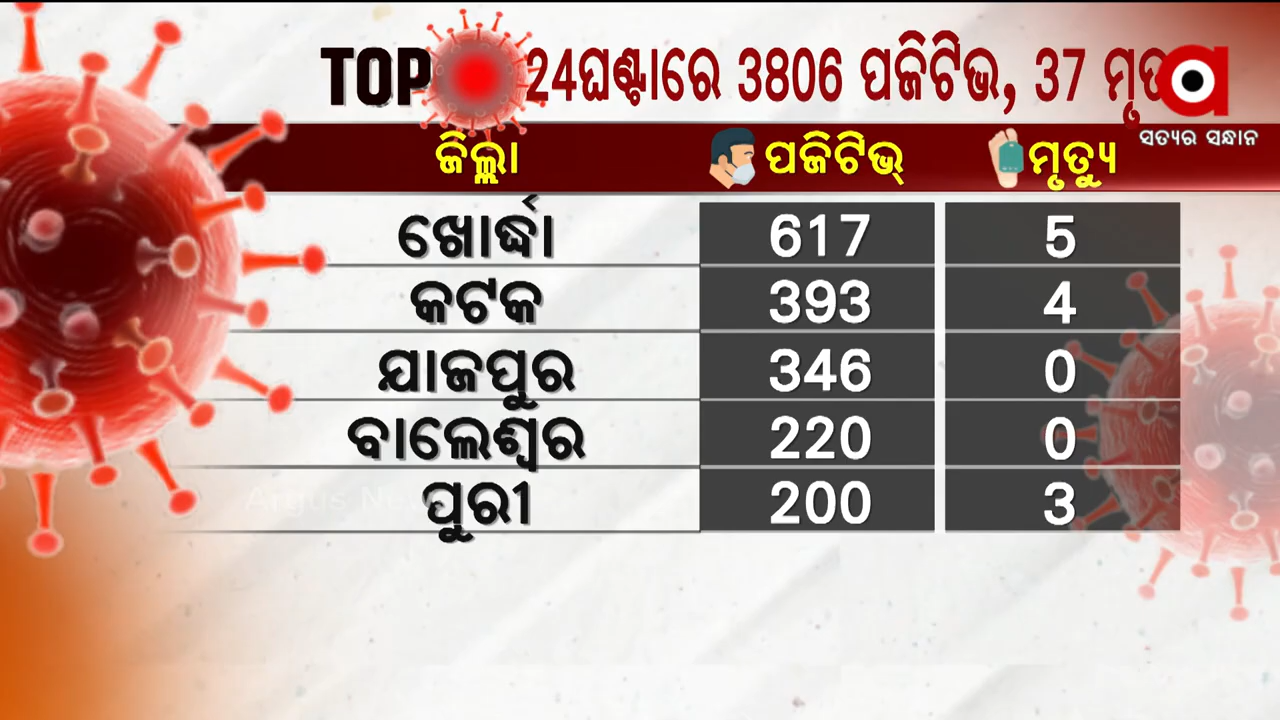 TOP 24ଘଣ୍ଟାରେ 3806 ପଜିଟିଭ, 37
ସତ୍ୟର ସନ୍ଧାନ
ଜିଲ୍ଲା ପଜିଟିଭ୍ ମୃତ୍ୟୁ
ଖୋର୍ଦ୍ଧା 617 5
କଟକ 393 4
ଯାଜପୁର 346 0
ବାଲେଶ୍ୱର 220 0
ପୁରୀ 200 3